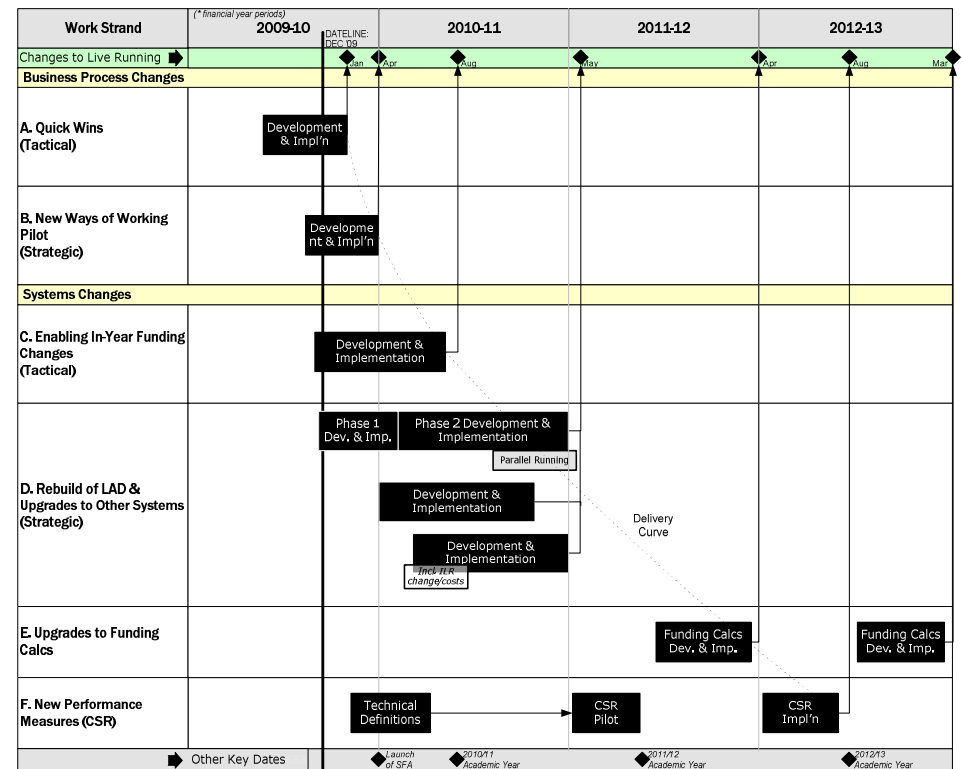 (* financial year periods)
Work Strand
2009-10
2010-11
2011-12
2012-13
DATELINE:
DEC '09
Changes to Live Running
Jan
Apr
Aug
May
Apr
Aug
Mar
Business Process Changes
A. Quick Wins
(Tactical)
Development
& Impl'n
B. New Ways of Working
Pilot
(Strategic)
Developme
nt & Impl'n
Systems Changes
C. Enabling In-Year Funding
Changes
(Tactical)
Development &
Implementation
D. Rebuild of LAD &
Upgrades to Other Systems
(Strategic)
Phase 1
Dev. & Imp.
Phase 2 Development &
Implementation
Parallel Running
Development &
Implementation
Development &
Implementation
Incl. ILR
change/costs
Delivery
Curve
E. Upgrades to Funding
Calcs
Funding Calcs
Dev. & Imp.
Funding Calcs
Dev. & Imp.
F. New Performance
Measures (CSR)
Technical
Definitions
CSR
Pilot
CSR
Impl'n
Other Key Dates
Launch
of SFA
2010/11
Academic Year
2011/12
Academic Year
2012/13
Academic Year